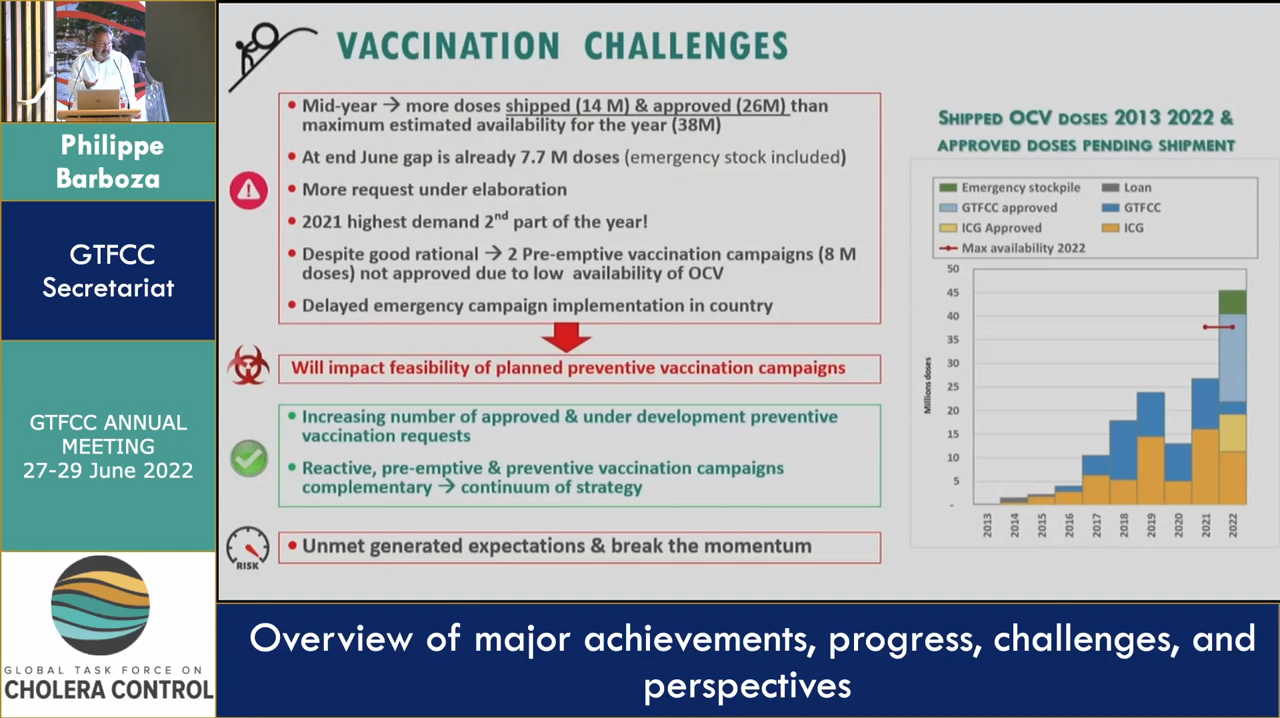 Philippe
Barboza
GTFCC
Secretariat
GTFCC ANNUAL
MEETING
27-29 June 2022
GLOBAL TASK FORCE ON
CHOLERA CONTROL
VACCINATION CHALLENGES
• Mid-year → more doses shipped (14 M) & approved (26M) than
maximum estimated availability for the year (38M)
• At end June gap is already 7.7 M doses (emergency stock included)
• More request under elaboration
• 2021 highest demand 2nd part of the year!
• Despite good rational → 2 Pre-emptive vaccination campaigns (8 M
doses) not approved due to low availability of OCV
• Delayed emergency campaign implementation in country
Will impact feasibility of planned preventive vaccination campaigns
• Increasing number of approved & under development preventive
vaccination requests
• Reactive, pre-emptive & preventive vaccination campaigns
complementary → continuum of strategy
RISK
• Unmet generated expectations & break the momentum
SHIPPED OCV DOSES 2013 2022 &
APPROVED DOSES PENDING SHIPMENT
Emergency stockpile
Loan
GTFCC approved
GTFCC
ICG Approved
ICG
Max availability 2022
Millions doses
50
45
40
35
30
25
20
15
10
5
-
2013
2014
2015
2016
2017
2018
2019
2020
2021
2022
Overview of major achievements, progress, challenges, and
perspectives